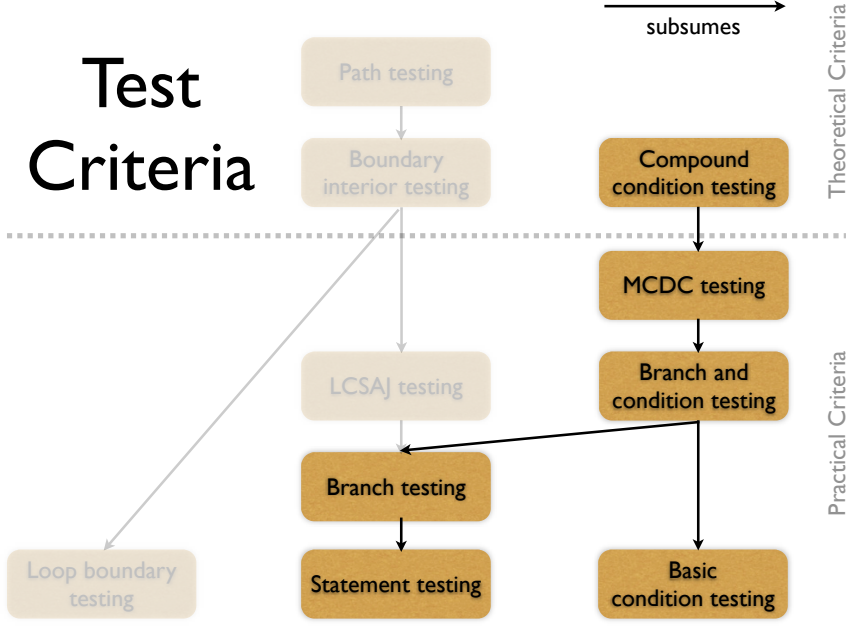 subsumes
Theoretical Criteria
Test
Criteria
Path testing
Boundary
interior testing
Compound
condition testing
MCDC testing
LCSAJ testing
Branch and
condition testing
Practical Criteria
Branch testing
Loop boundary
testing
Statement testing
Basic
condition testing